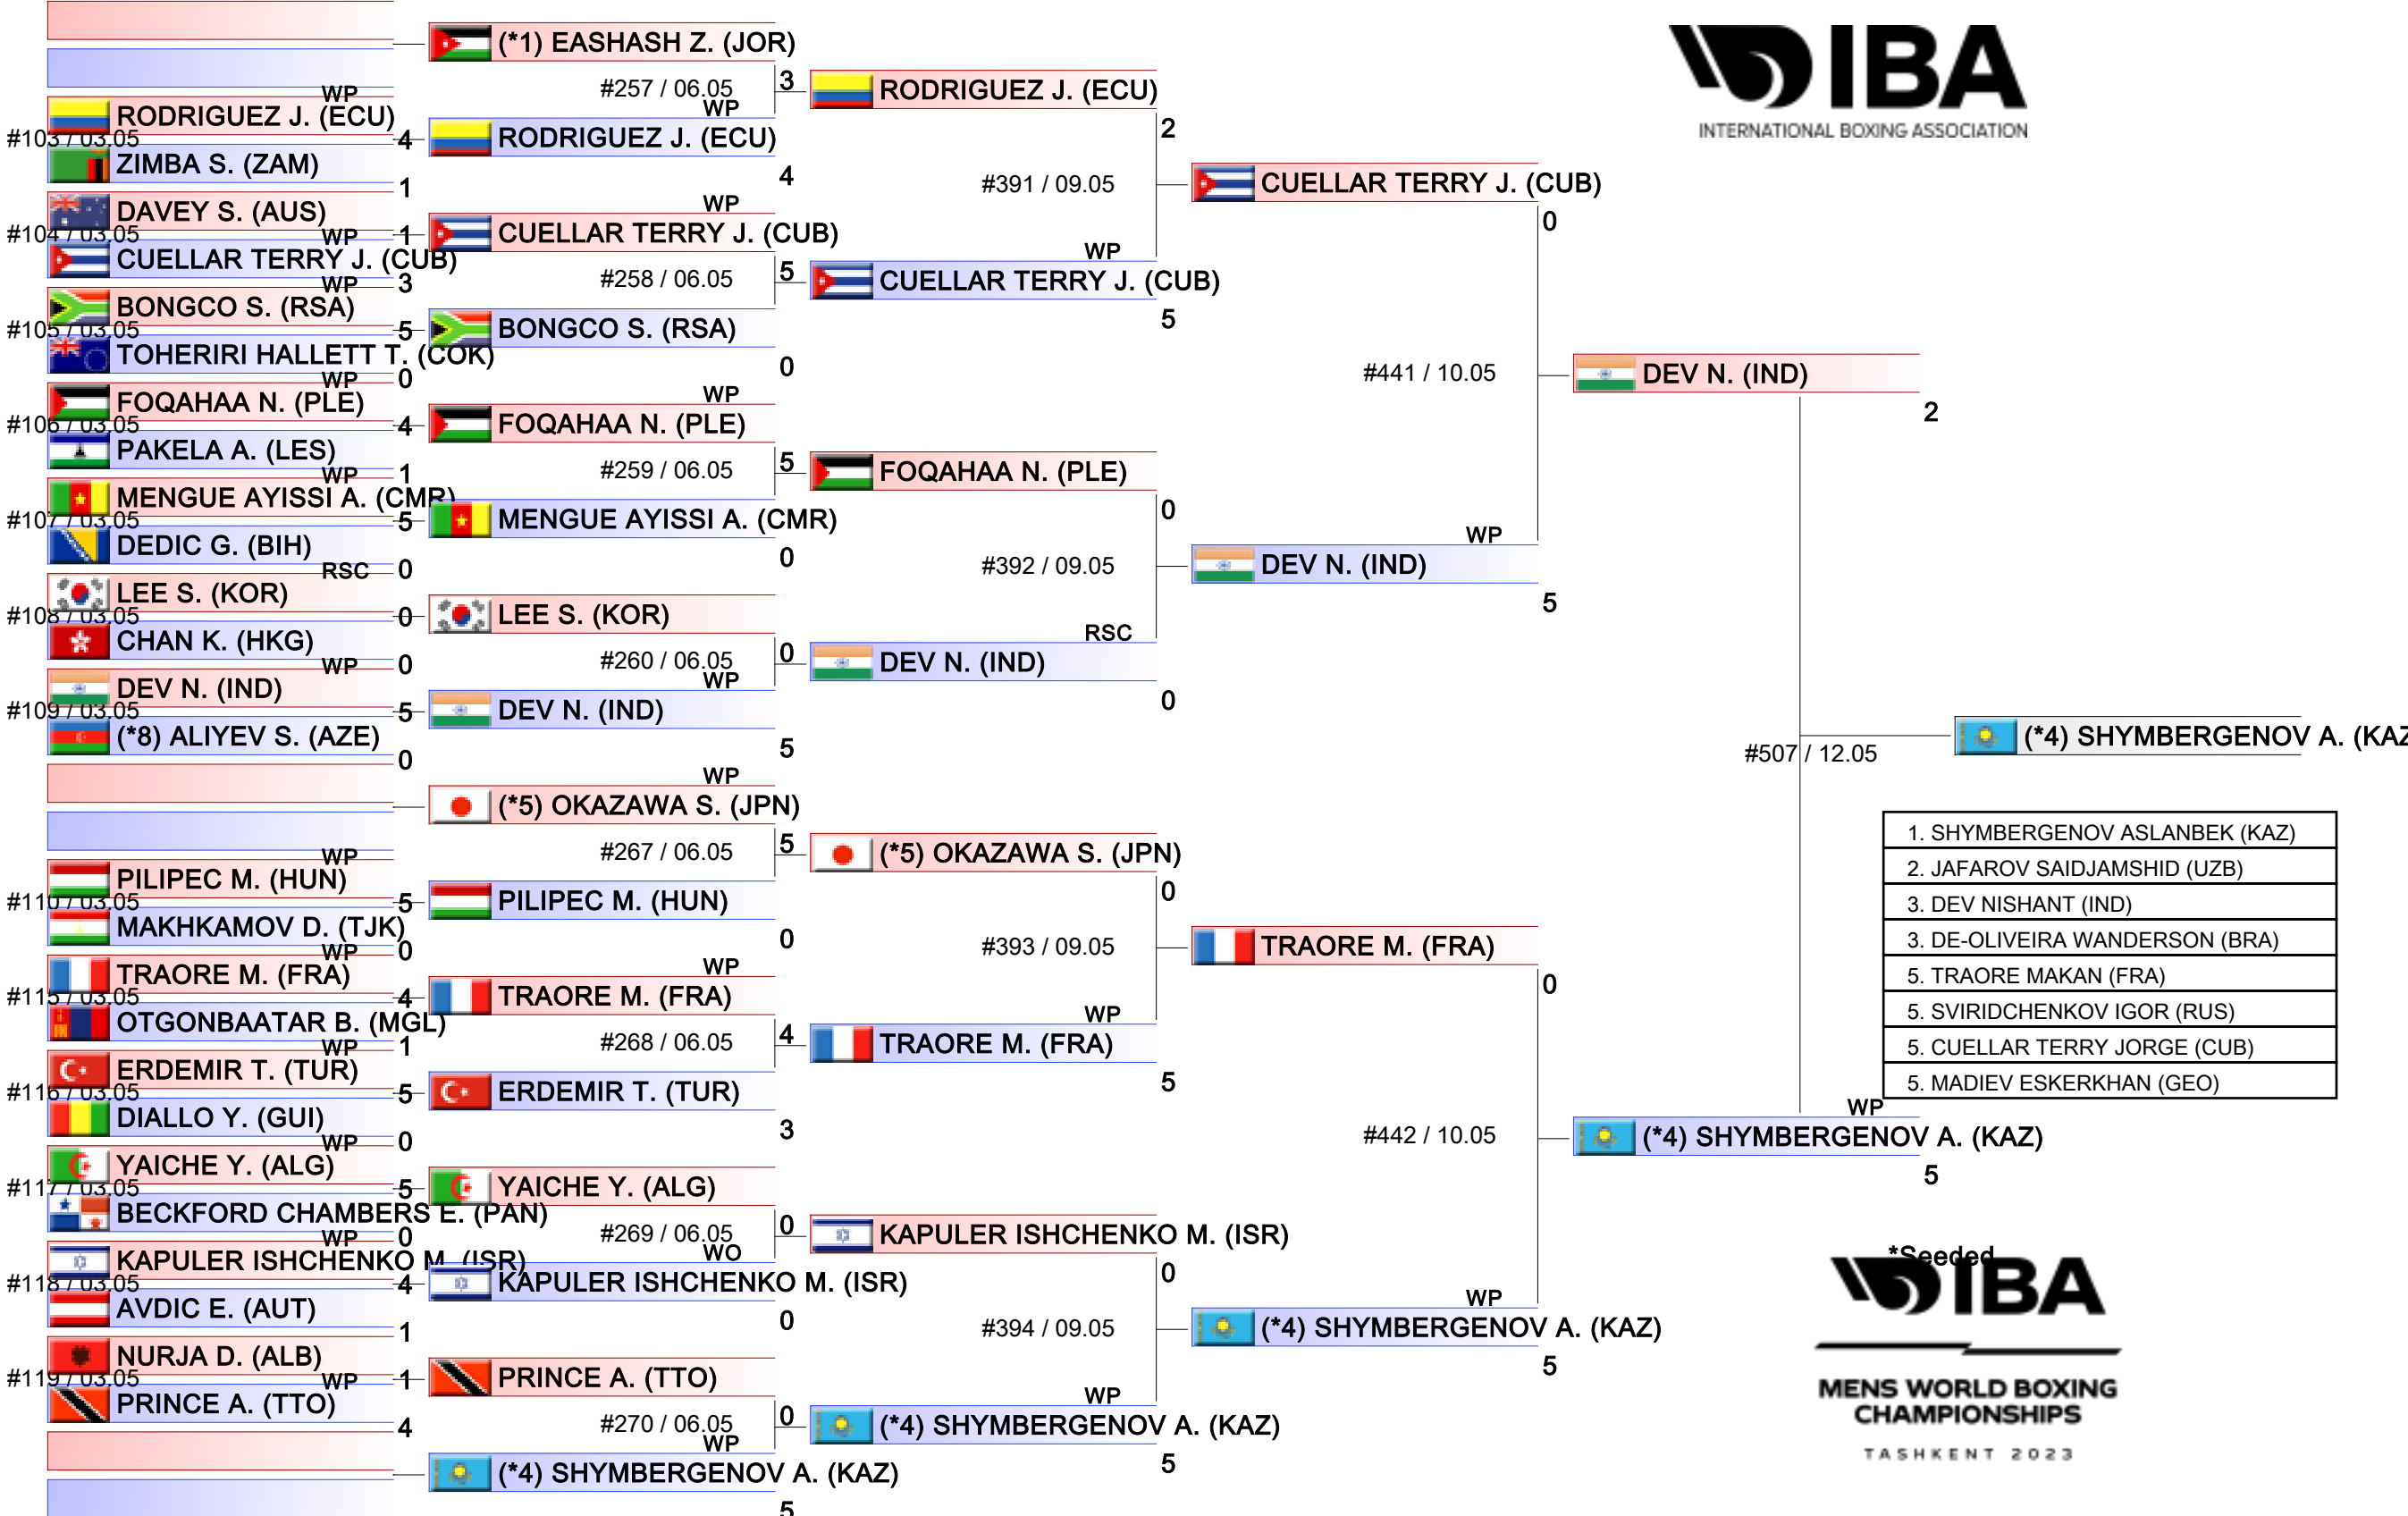 (*1) EASHASH Z. (JOR)
#257 / 06.05
3
WP
RODRIGUEZ J. (ECU)
4
WP
RODRIGUEZ J. (ECU)
#103 / 03.05
4
ZIMBA S. (ZAM)
1
DAVEY S. (AUS)
#104 / 03.05
1
WP
CUELLAR TERRY J. (CUB)
3
WP
BONGCO S. (RSA)
#105 / 03.05
5
TOHERIRI HALLETT T. (COK)
0
WP
FOQAHAA N. (PLE)
#106 / 03.05
4
PAKELA A. (LES)
1
WP
MENGUE AYISSI A. (CMR)
#107 / 03.05
5
DEDIC G. (BIH)
0
RSC
LEE S. (KOR)
#108 / 03.05
0
CHAN K. (HKG)
0
WP
DEV N. (IND)
#109 / 03.05
5
(*8) ALIYEV S. (AZE)
0
WP
PILIPEC M. (HUN)
#110 / 03.05
5
MAKHKAMOV D. (TJK)
0
WP
TRAORE M. (FRA)
#115 / 03.05
4
OTGONBAATAR B. (MGL)
1
WP
ERDEMIR T. (TUR)
#116 / 03.05
5
DIALLO Y. (GUI)
0
WP
YAICHE Y. (ALG)
#117 / 03.05
5
BECKFORD CHAMBERS E. (PAN)
0
WP
KAPULER ISHCHENKO M. (ISR)
#118 / 03.05
4
AVDIC E. (AUT)
1
NURJA D. (ALB)
#119 / 03.05
1
WP
PRINCE A. (TTO)
4
WP
CUELLAR TERRY J. (CUB)
#258 / 06.05
5
BONGCO S. (RSA)
0
WP
FOQAHAA N. (PLE)
#259 / 06.05
5
MENGUE AYISSI A. (CMR)
0
LEE S. (KOR)
#260 / 06.05
0
WP
DEV N. (IND)
5
WP
(*5) OKAZAWA S. (JPN)
#267 / 06.05
5
PILIPEC M. (HUN)
0
WP
TRAORE M. (FRA)
#268 / 06.05
4
ERDEMIR T. (TUR)
3
YAICHE Y. (ALG)
#269 / 06.05
0
WO
KAPULER ISHCHENKO M. (ISR)
0
PRINCE A. (TTO)
#270 / 06.05
0
WP
(*4) SHYMBERGENOV A. (KAZ)
5
RODRIGUEZ J. (ECU)
2
#391 / 09.05
WP
CUELLAR TERRY J. (CUB)
5
FOQAHAA N. (PLE)
0
#392 / 09.05
RSC
DEV N. (IND)
0
(*5) OKAZAWA S. (JPN)
0
#393 / 09.05
WP
TRAORE M. (FRA)
5
KAPULER ISHCHENKO M. (ISR)
0
#394 / 09.05
WP
(*4) SHYMBERGENOV A. (KAZ)
5
CUELLAR TERRY J. (CUB)
0
#441 / 10.05
WP
DEV N. (IND)
5
TRAORE M. (FRA)
0
#442 / 10.05
WP
(*4) SHYMBERGENOV A. (KAZ)
5
DEV N. (IND)
2
#507 / 12.05
WP
(*4) SHYMBERGENOV A. (KAZ)
5
(*4) SHYMBERGENOV A. (KAZ
IBA
INTERNATIONAL BOXING ASSOCIATION
1. SHYMBERGENOV ASLANBEK (KAZ)
2. JAFAROV SAIDJAMSHID (UZB)
3. DEV NISHANT (IND)
3. DE-OLIVEIRA WANDERSON (BRA)
5. TRAORE MAKAN (FRA)
5. SVIRIDCHENKOV IGOR (RUS)
5. CUELLAR TERRY JORGE (CUB)
5. MADIEV ESKERKHAN (GEO)
*Seeded
IBA
MENS WORLD BOXING
CHAMPIONSHIPS
TASHKENT 2023